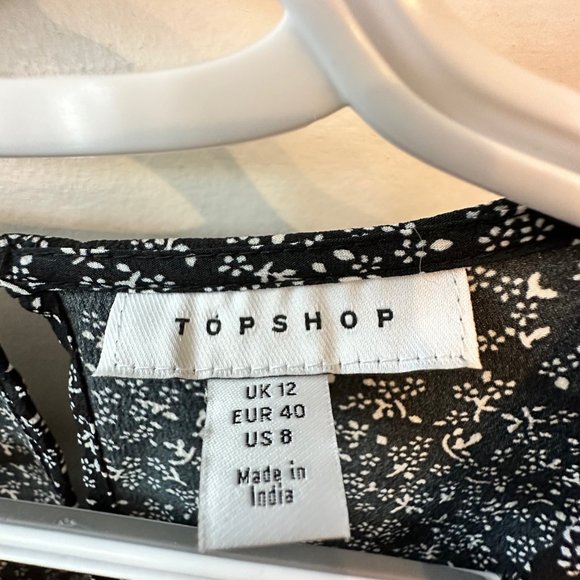 TOPSHOP
UK 12
EUR 40
US 8
Made in
India